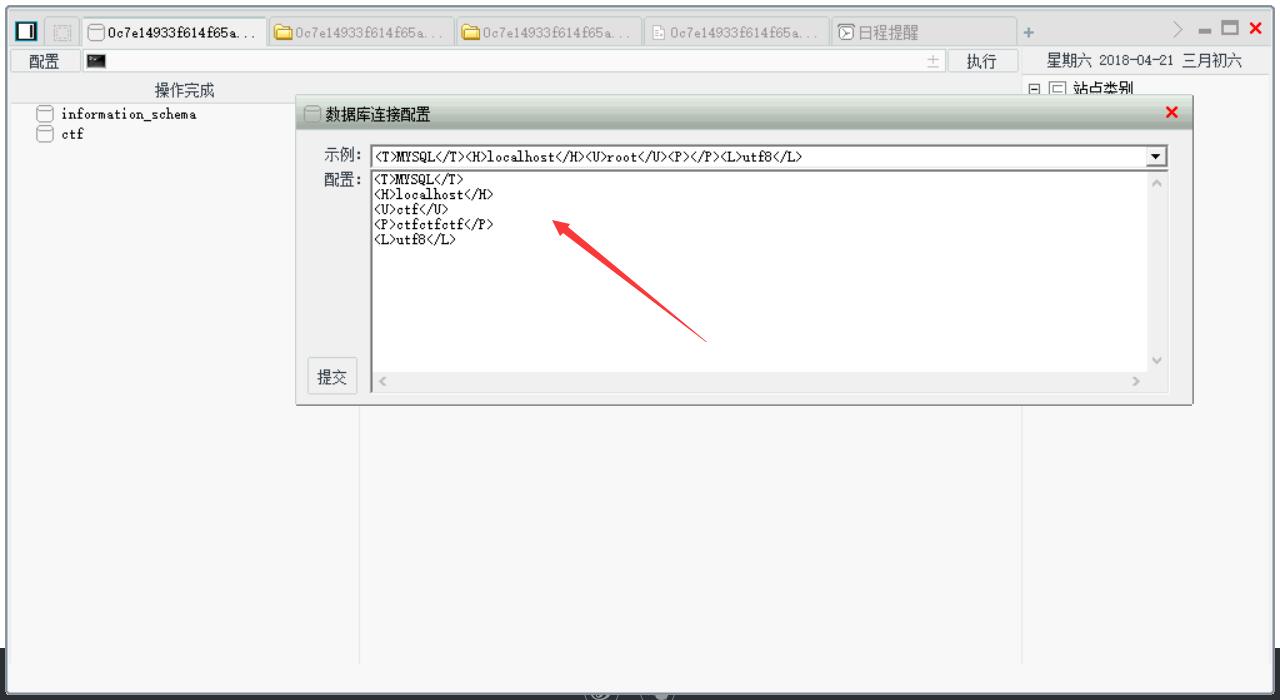 0c7e14933f614f65a...
0c7e14933f614f65a...
0c7e14933f614f65a...
0c7e14933f614f65a...
日程提醒
配置
执行
星期六 2018-04-21 三月初六
操作完成
站点类别
information_schema
ctf
数据库连接配置
示例:
<T>MYSQL</T><H>localhost</H><U>root</U><P></P><L>utf8</L>
配置:
<T>MYSQL</T>
<H>localhost</H>
<U>ctf</U>
<P>ctfctfctf</P>
<L>utf8</L>
提交